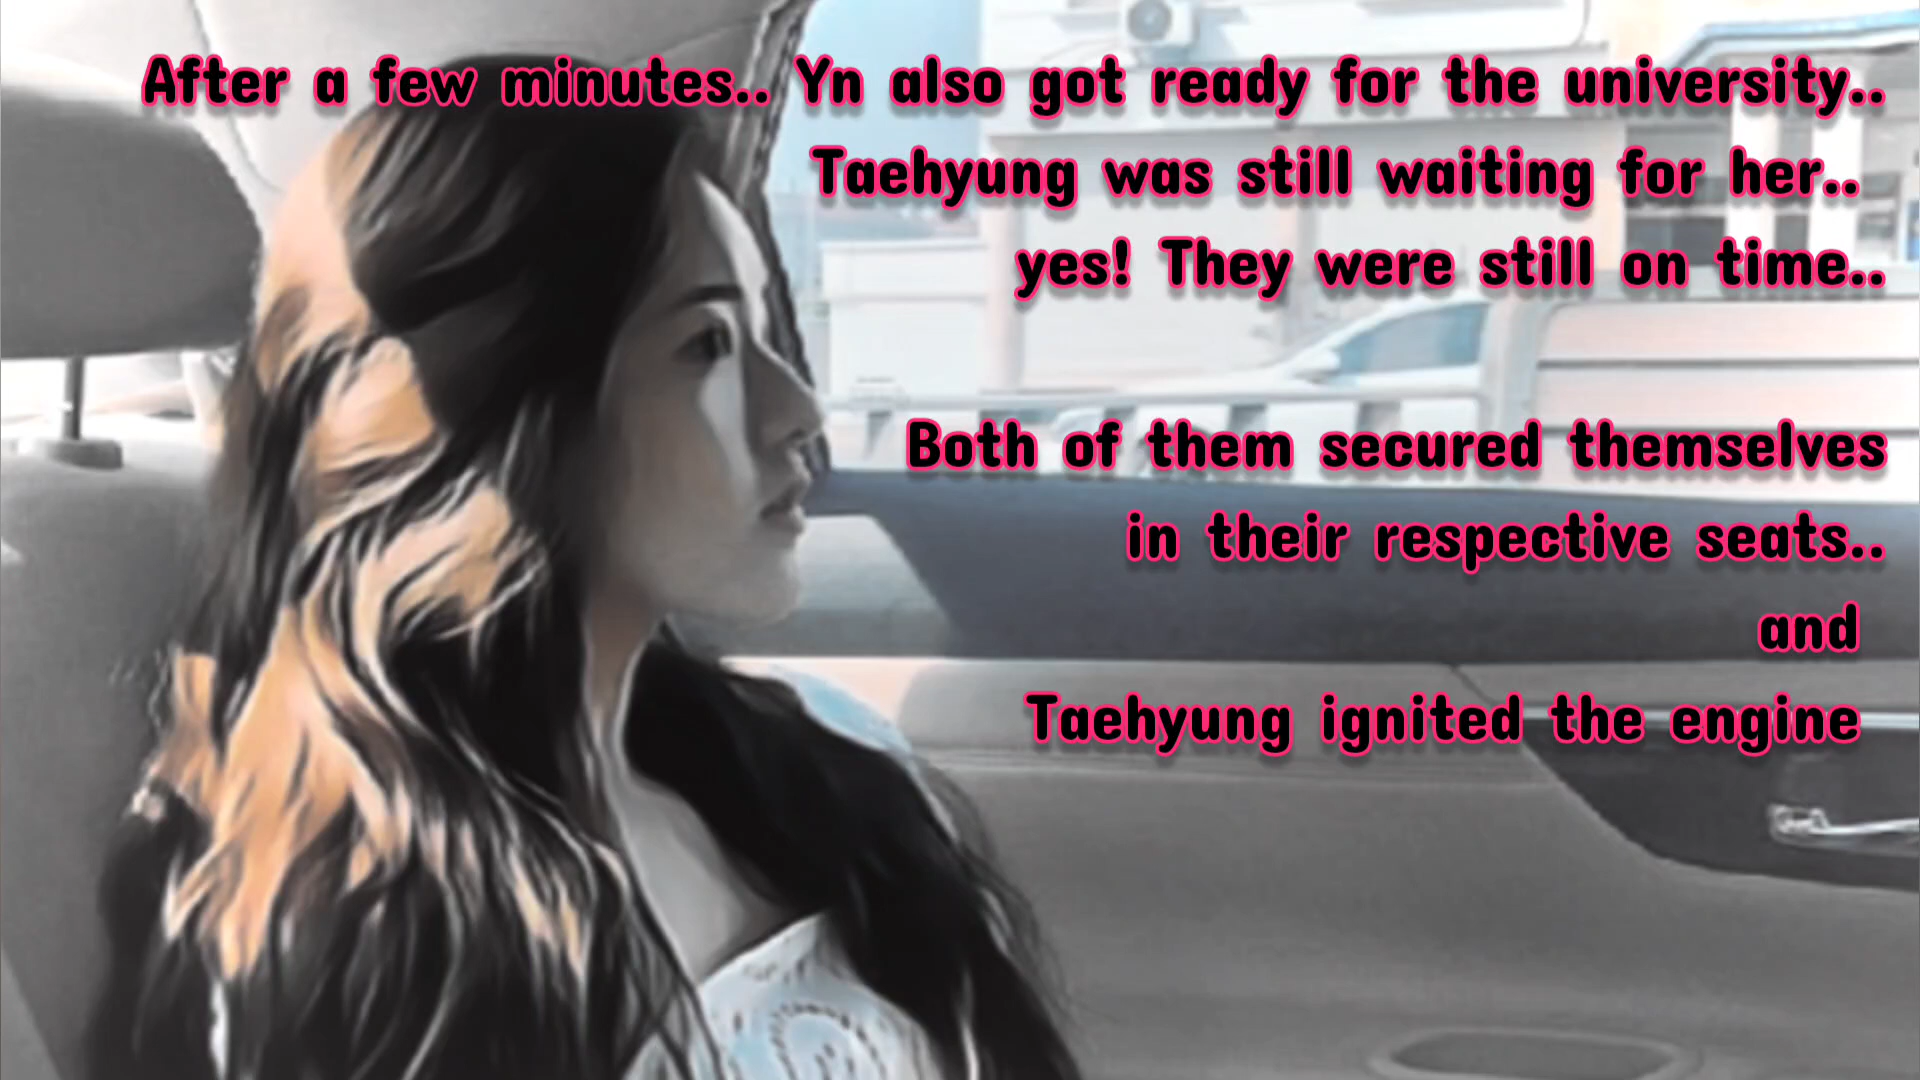 After a few minutes.. Yn also got ready for the university..
Taehyung was still waiting for her..
yes! They were still on time..
Both of them secured themselves
in their respective seats..
and
Taehyung ignited the engine